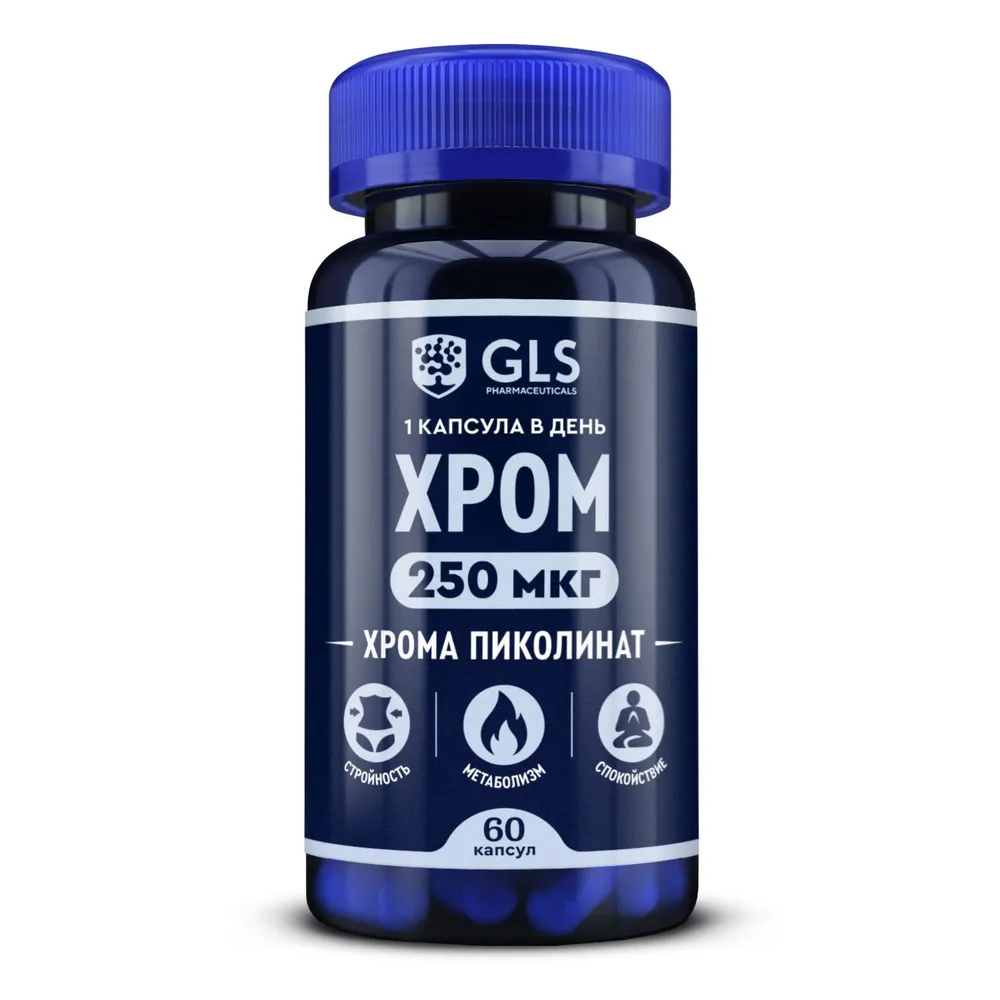 GLS
PHARMACEUTICALS
1 КАПСУЛА В ДЕНЬ
ХРОМ
250 мкг
ХРОМА ПИКОЛИНАТ
СТРОЙНОСТЬ
МЕТАБОЛИЗМ
СПОКОЙСТВИЕ
60
капсул